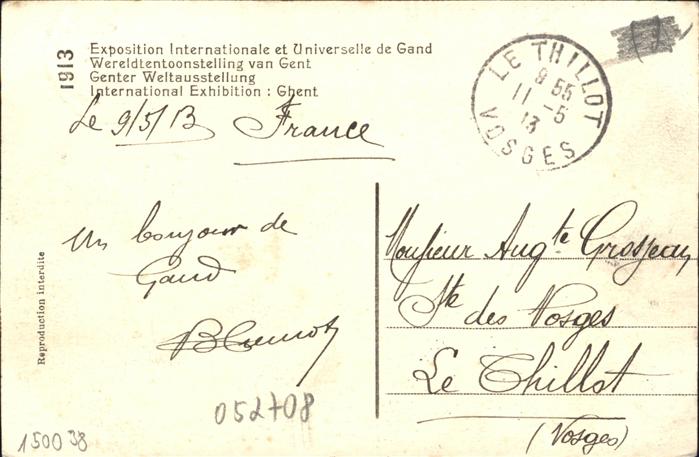 1913
Exposition Internationale et Universelle de Gand
Wereldtentoonstelling van Gent
Genter Weltausstellung
International Exhibition : Ghent
Le 9/5/13 France
LE THILLOT
9 55
11 - 5
13
VOSGES
Un bonjour de
Gand
Reproduction interdite
Monsieur Aug.te Grosjean
Ste des Vosges
Le Thillot
(Vosges)
052708
150038